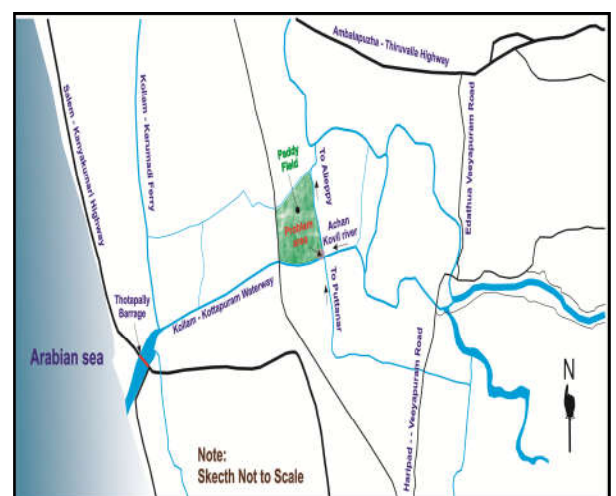 Ambalapuzha - Thiruvalla Highway
Salem - Kanyakumari Highway
Kollam - Karumadi Ferry
Edathua Veeyapuram Road
Paddy
Field
To Aleppy
Problem
area
Achan
Kovil river
To Puttanar
Kollam - Kottapuram Waterway
Thotapally
Barrage
Arabian sea
Haripad - - Veeyapuram Road
N
Note:
Skecth Not to Scale